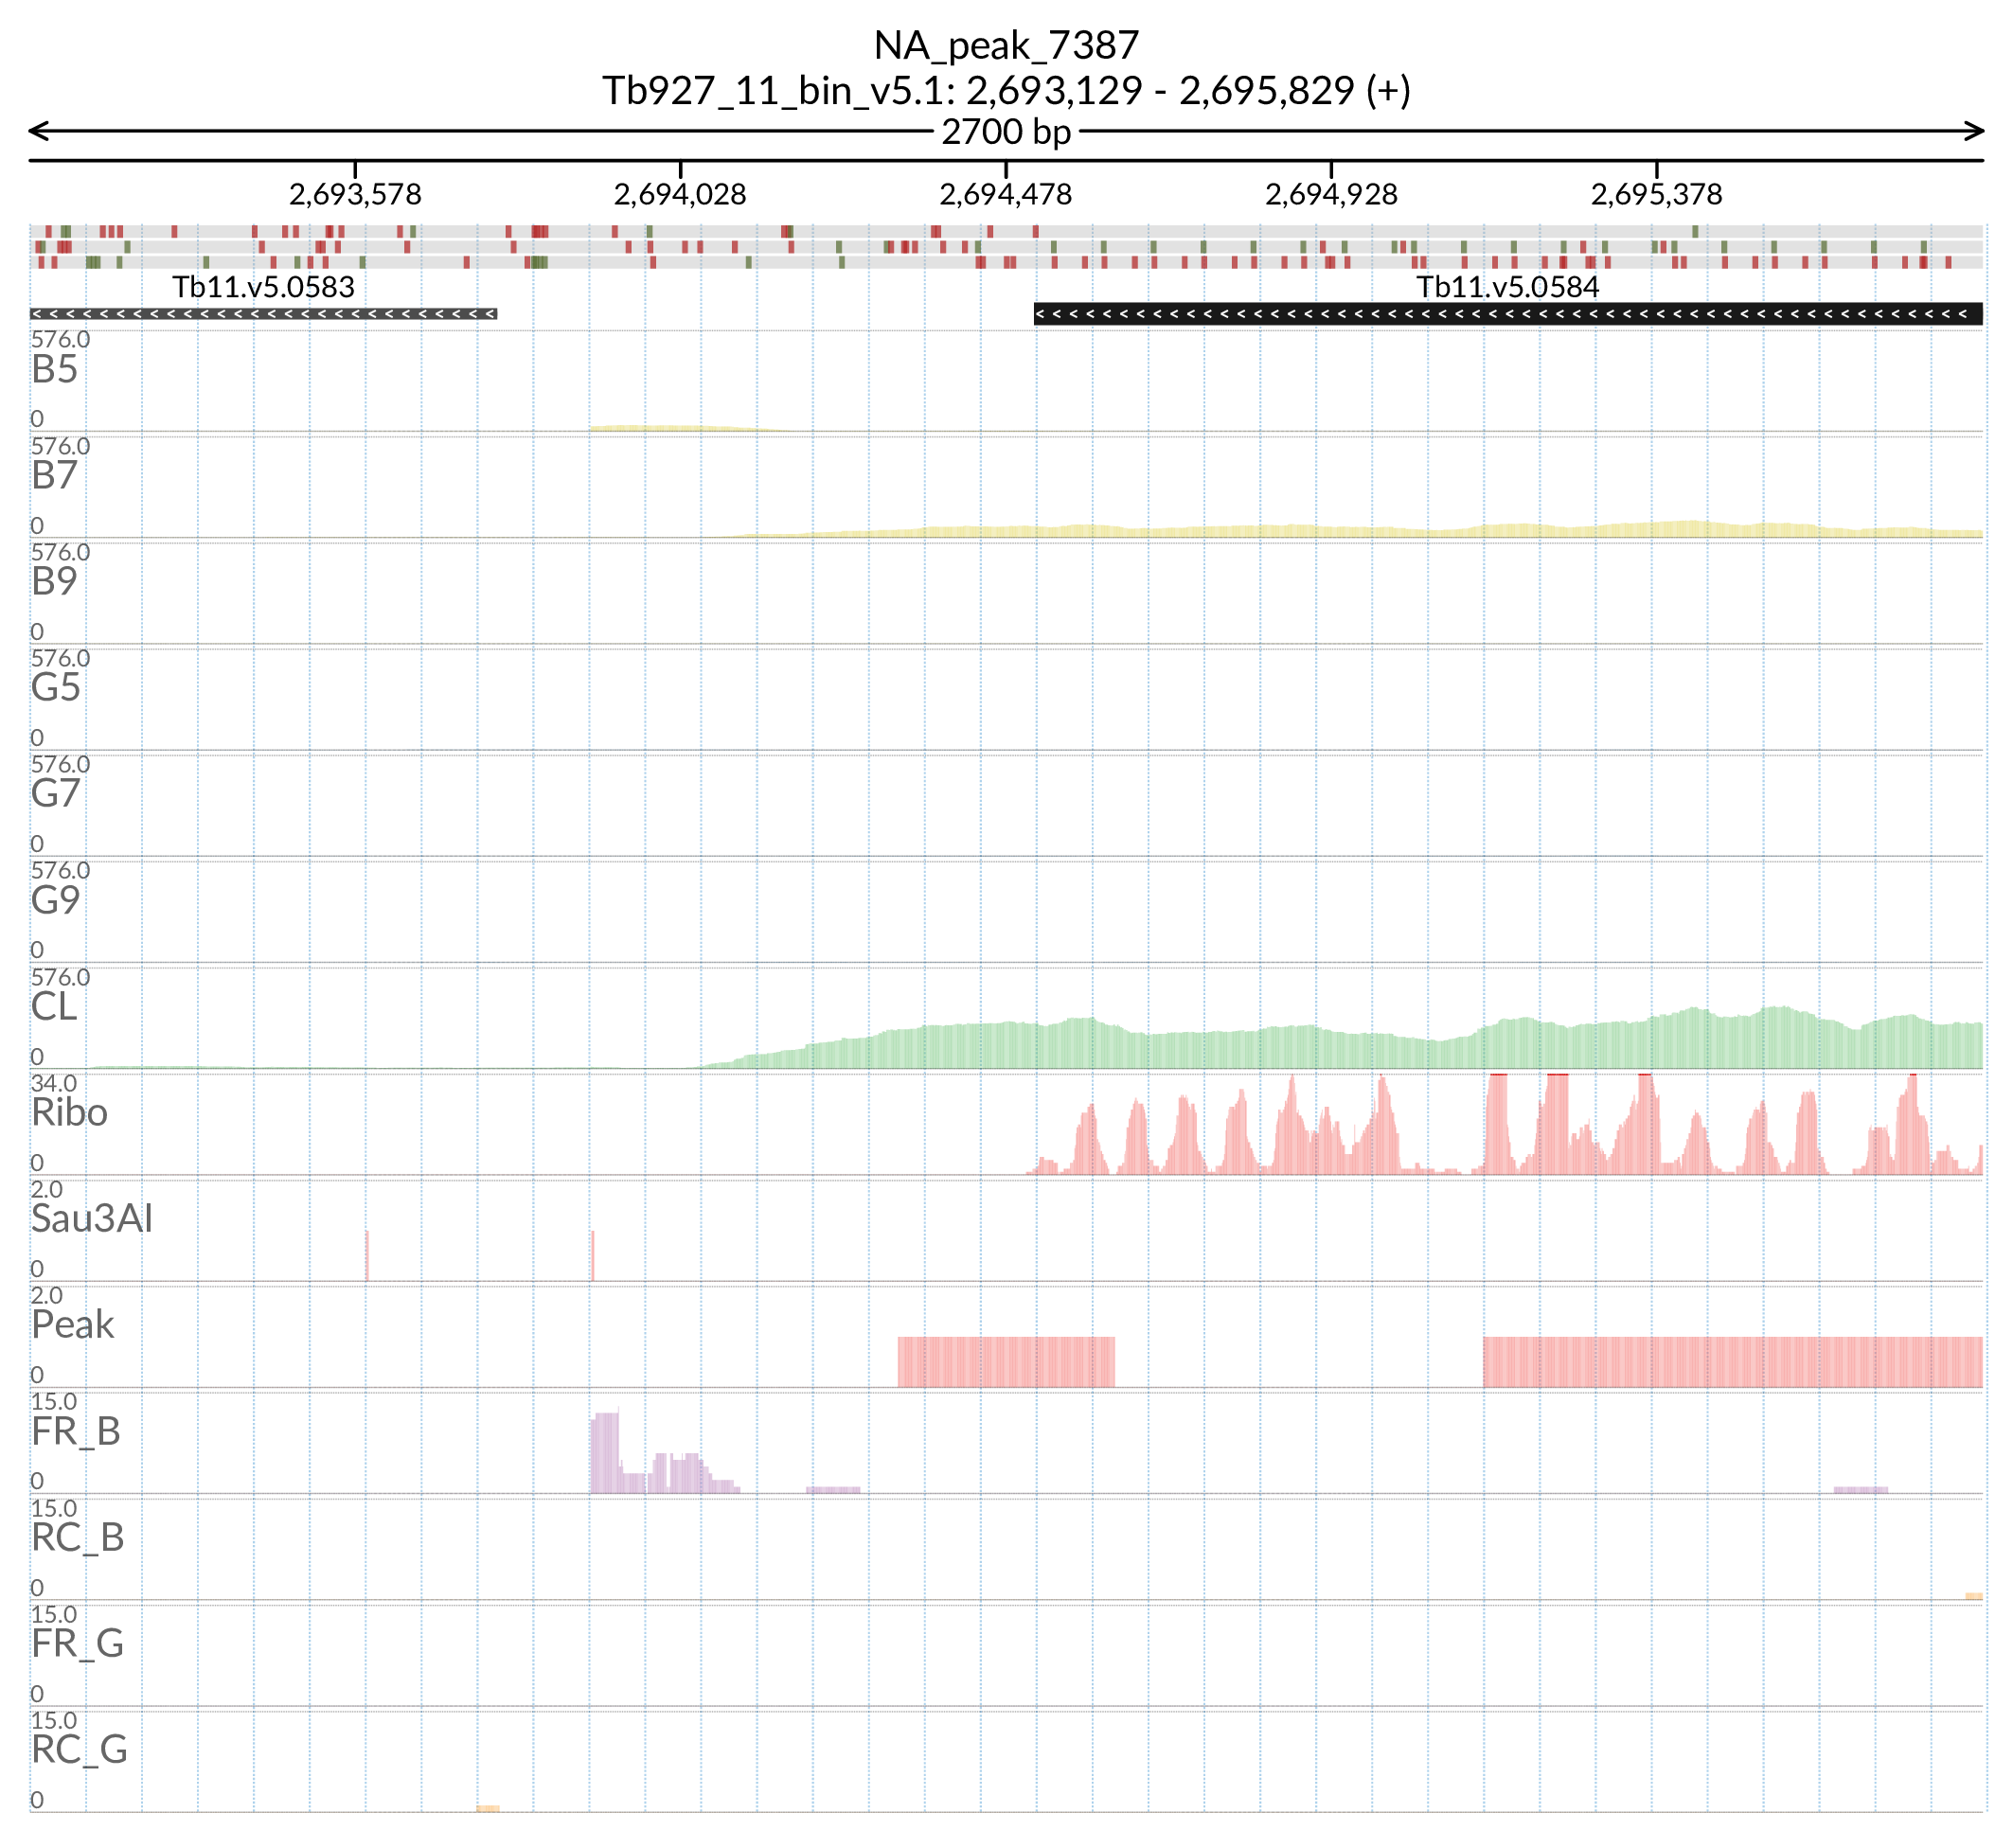 NA_peak_7387
Tb927_11_bin_v5.1: 2,693,129 - 2,695,829 (+)
2700 bp
2,693,578 2,694,028 2,694,478 2,694,928 2,695,378
Tb11.v5.0583 Tb11.v5.0584
576.0
B5
0
576.0
B7
0
576.0
B9
0
576.0
G5
0
576.0
G7
0
576.0
G9
0
576.0
CL
0
34.0
Ribo
0
2.0
Sau3AI
0
2.0
Peak
0
15.0
FR_B
0
15.0
RC_B
0
15.0
FR_G
0
15.0
RC_G
0